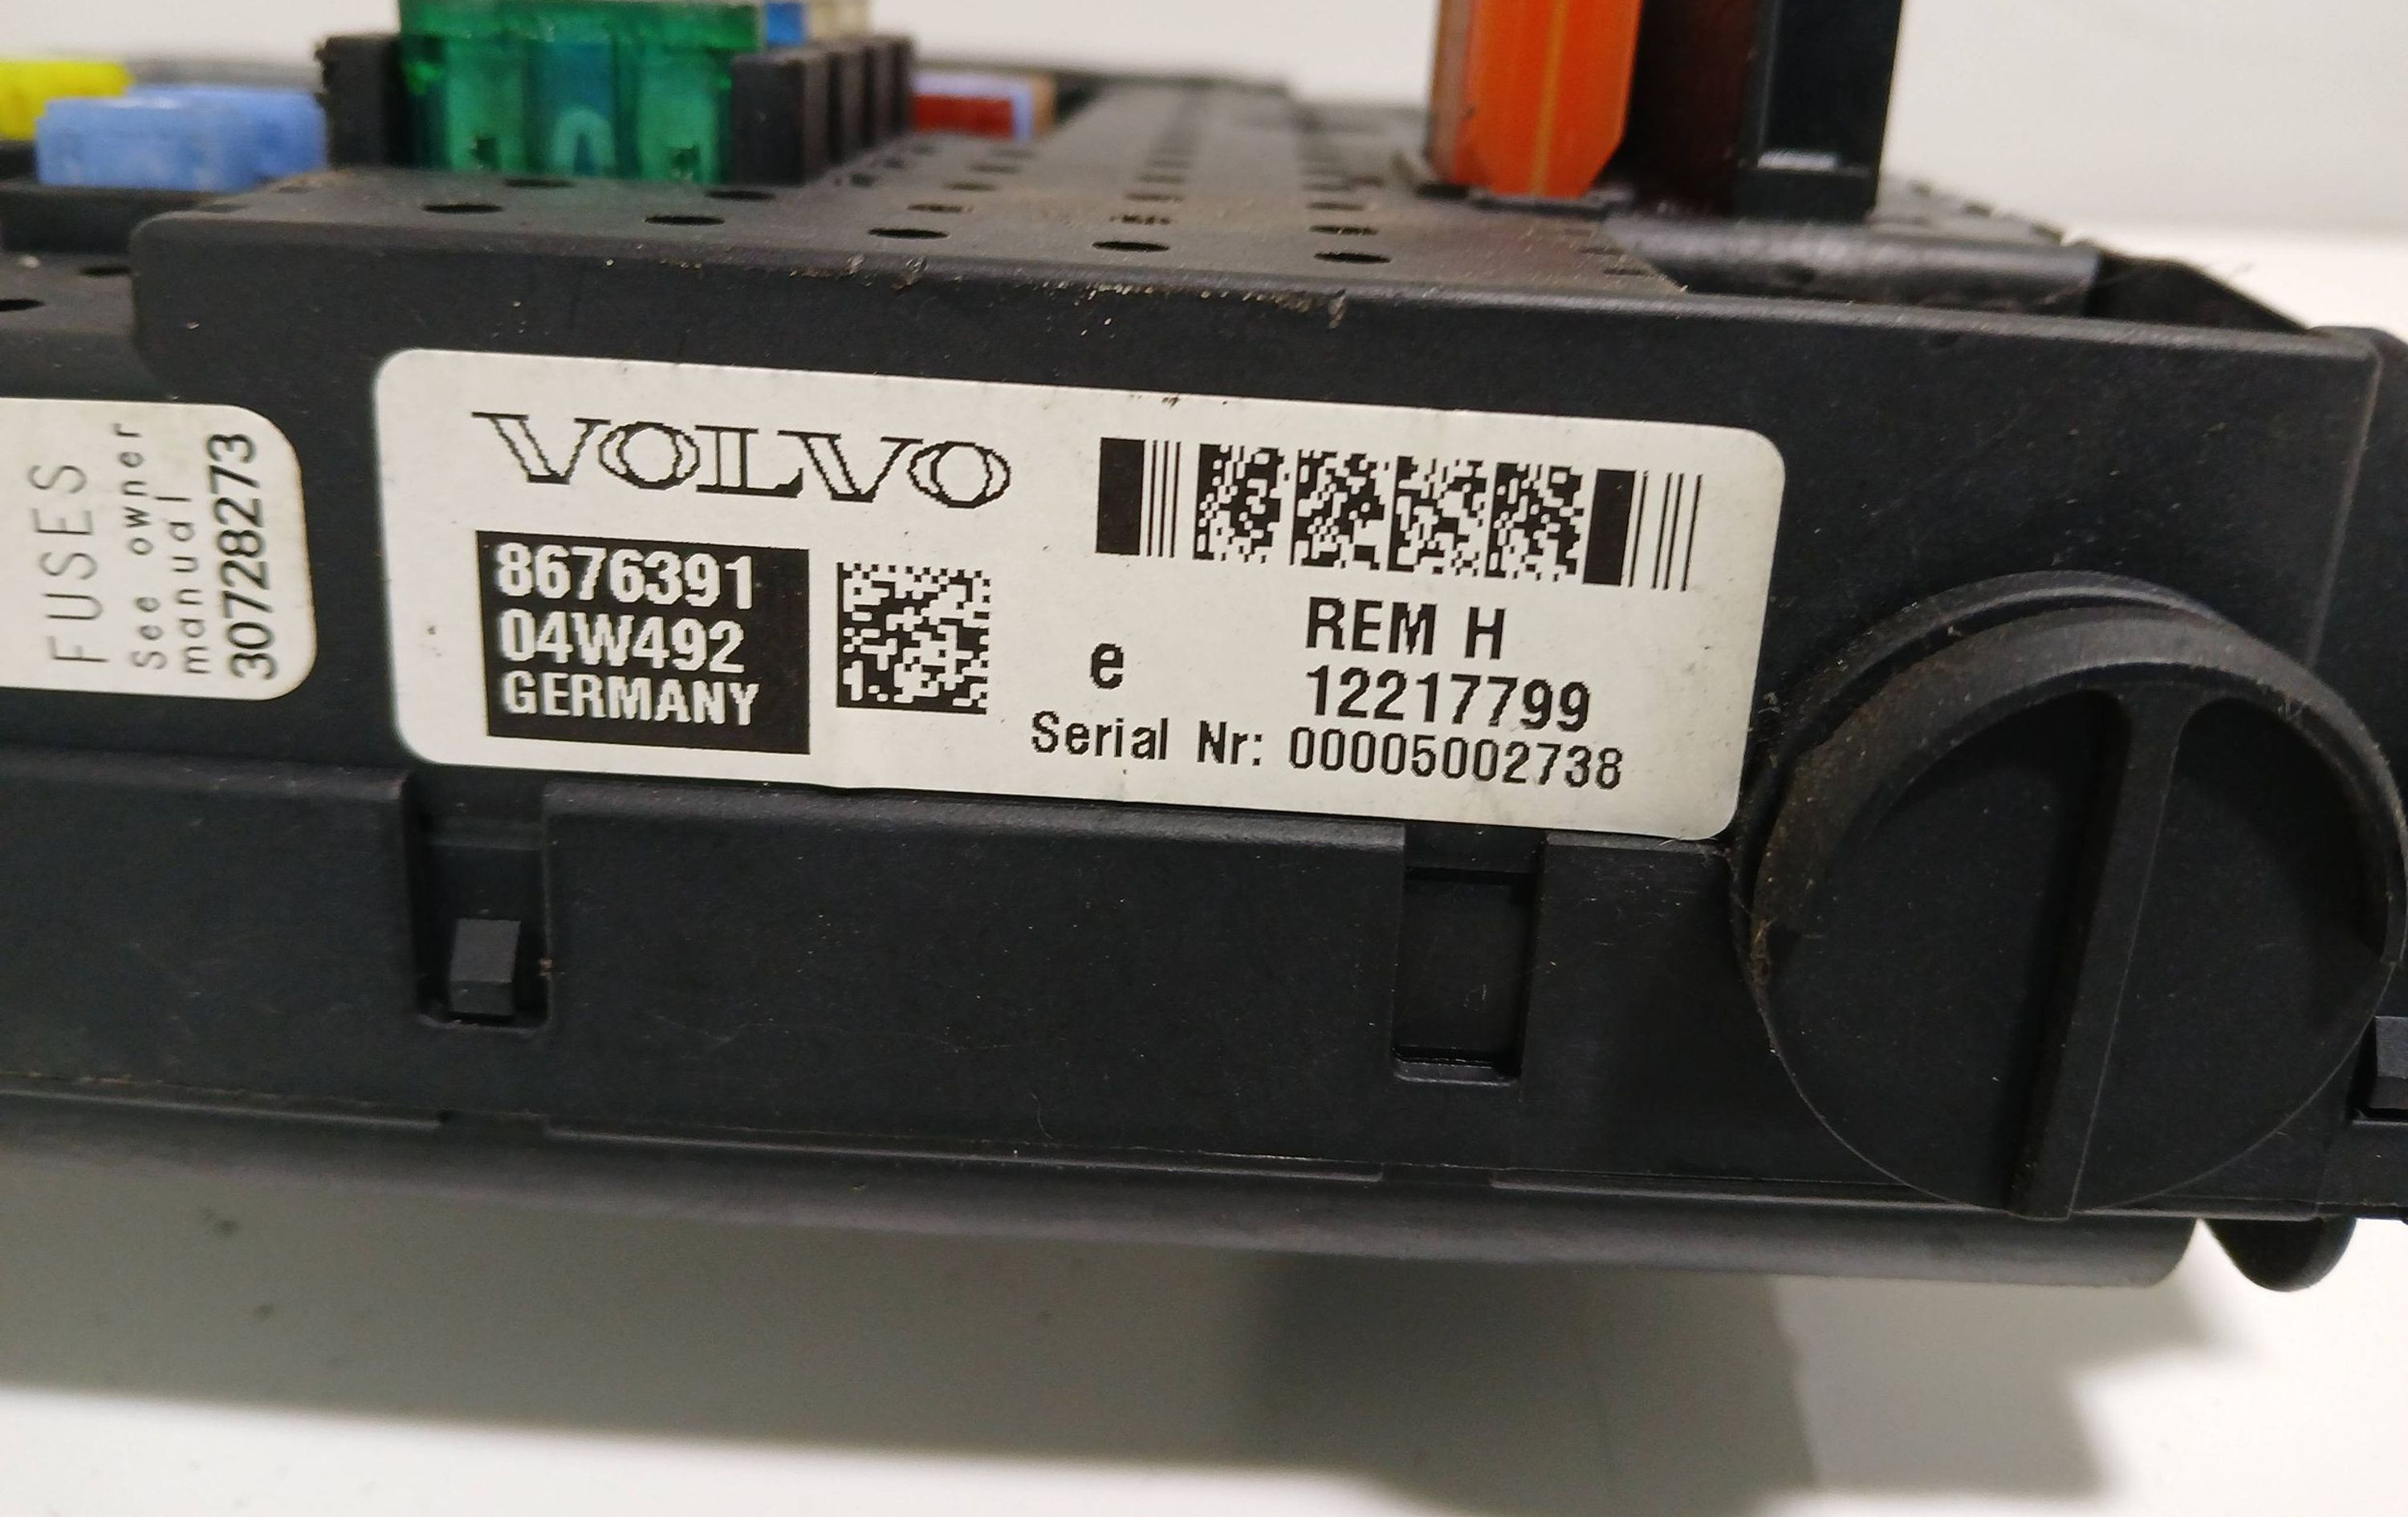 FUSES
See owner
manual
30728273
VOLVO
8676391
04W492
GERMANY
e
REM H
12217799
Serial Nr: 00005002738